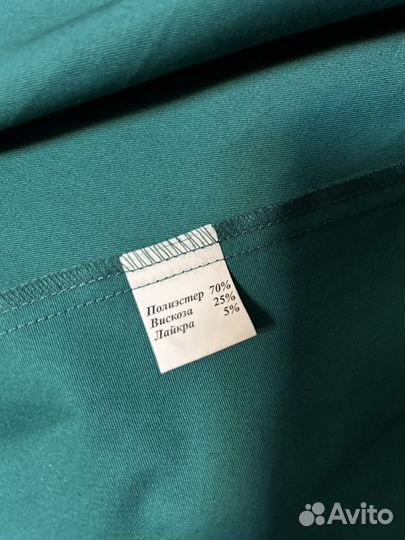 Полиэстер 70%
Вискоза 25%
Лайкра 5%
Avito